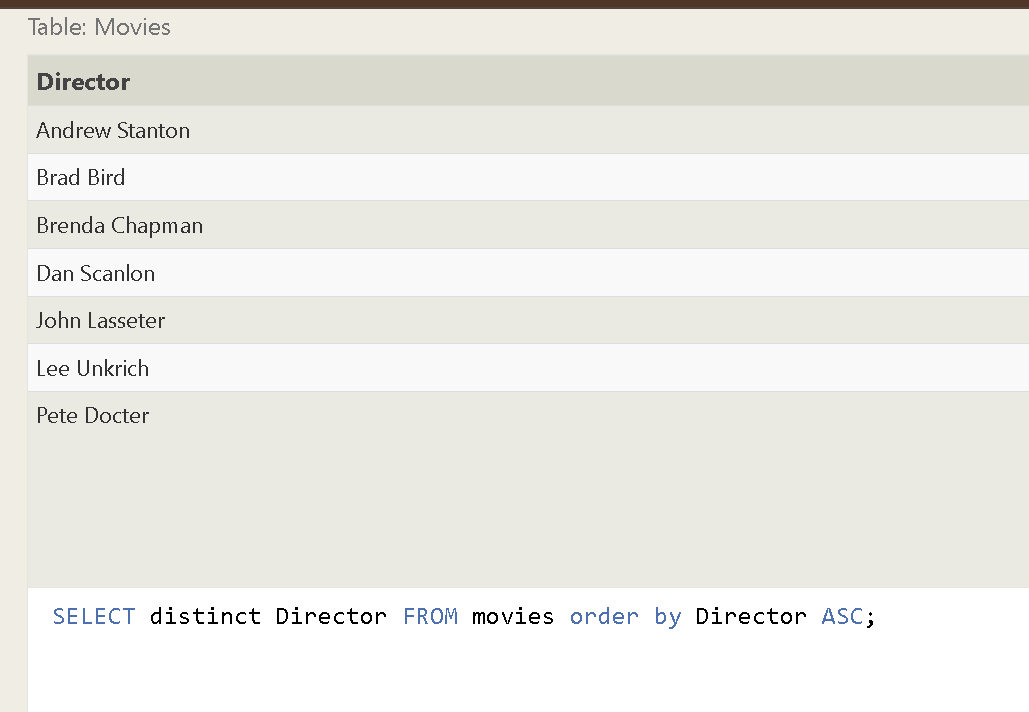 Table: Movies
Director
Andrew Stanton
Brad Bird
Brenda Chapman
Dan Scanlon
John Lasseter
Lee Unkrich
Pete Docter
SELECT distinct Director FROM movies order by Director ASC;